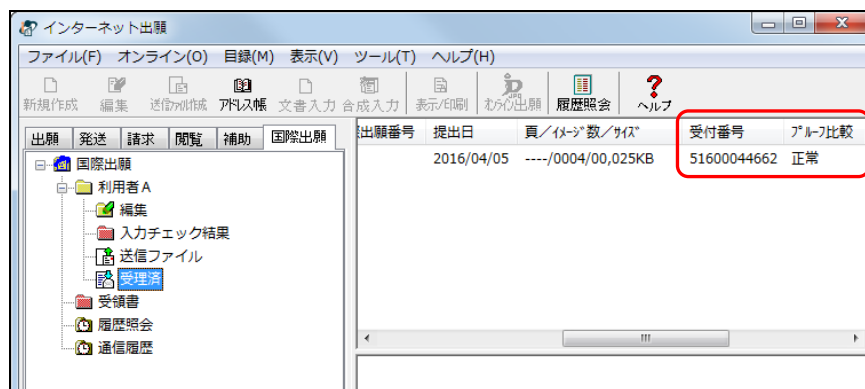 インターネット出願
ファイル(F) オンライン(O) 目録(M) 表示(V) ツール(T) ヘルプ(H)
新規作成 編集 送信ﾌｧｲﾙ作成 ｱﾄﾞﾚｽ帳 文書入力 合成入力 表示/印刷 ｵﾝﾗｲﾝ出願 履歴照会 ヘルプ
出願 発送 請求 閲覧 補助 国際出願
出願番号 提出日 頁／ｲﾒｰｼﾞ数／ｻｲｽﾞ 受付番号 ﾌﾟﾙｰﾌ比較
2016/04/05 ----/0004/00,025KB 51600044662 正常
国際出願
利用者Ａ
編集
入力チェック結果
送信ファイル
受理済
受領書
履歴照会
通信履歴